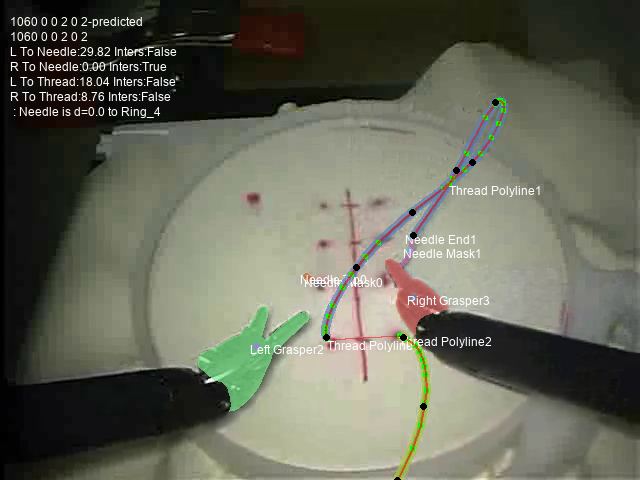 1060 0 0 2 0 2-predicted
1060 0 0 2 0 2
L To Needle:29.82 Inters:False
R To Needle:0.00 Inters:True
L To Thread:18.04 Inters:False
R To Thread:8.76 Inters:False
: Needle is d=0.0 to Ring_4
Thread Polyline1
Needle End1
Needle Mask1
Right Grasper3
Left Grasper2
Thread Polyline
Polyline2